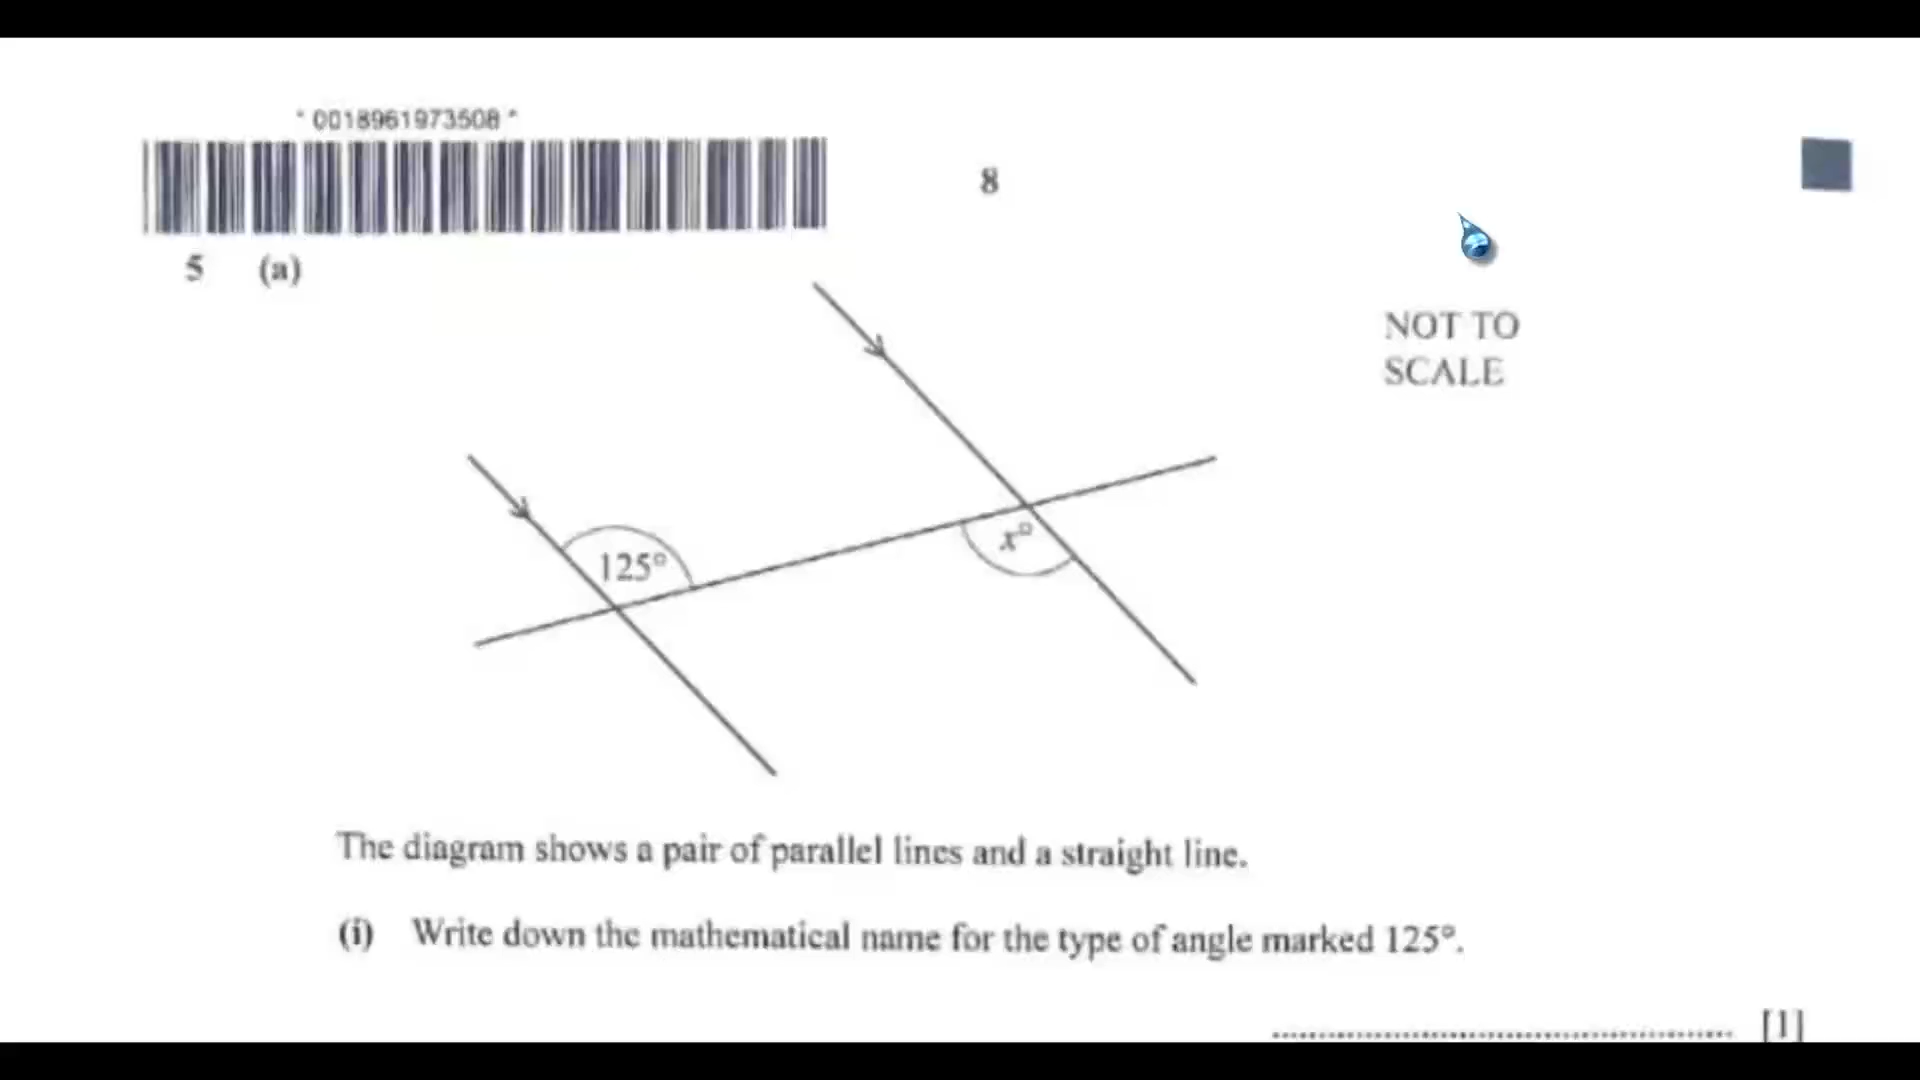 * 0018961973508 *
8
5 (a)
NOT TO
SCALE
125°
x°
The diagram shows a pair of parallel lines and a straight line.
(i) Write down the mathematical name for the type of angle marked 125°.
.............................................. [1]